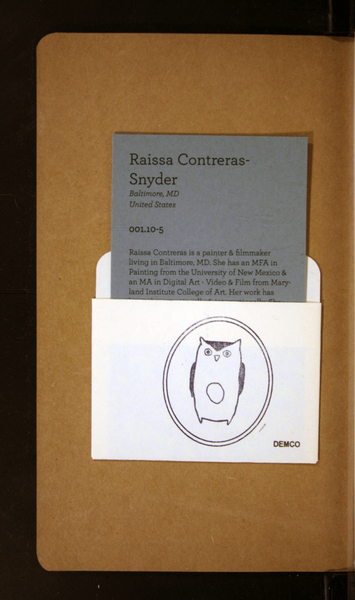 Raissa Contreras-
Snyder
Baltimore, MD
United States
001.10-5
Raissa Contreras is a painter & filmmaker
living in Baltimore, MD. She has an MFA in
Painting from the University of New Mexico &
an MA in Digital Art - Video & Film from Mary-
land Institute College of Art. Her work has
DEMCO